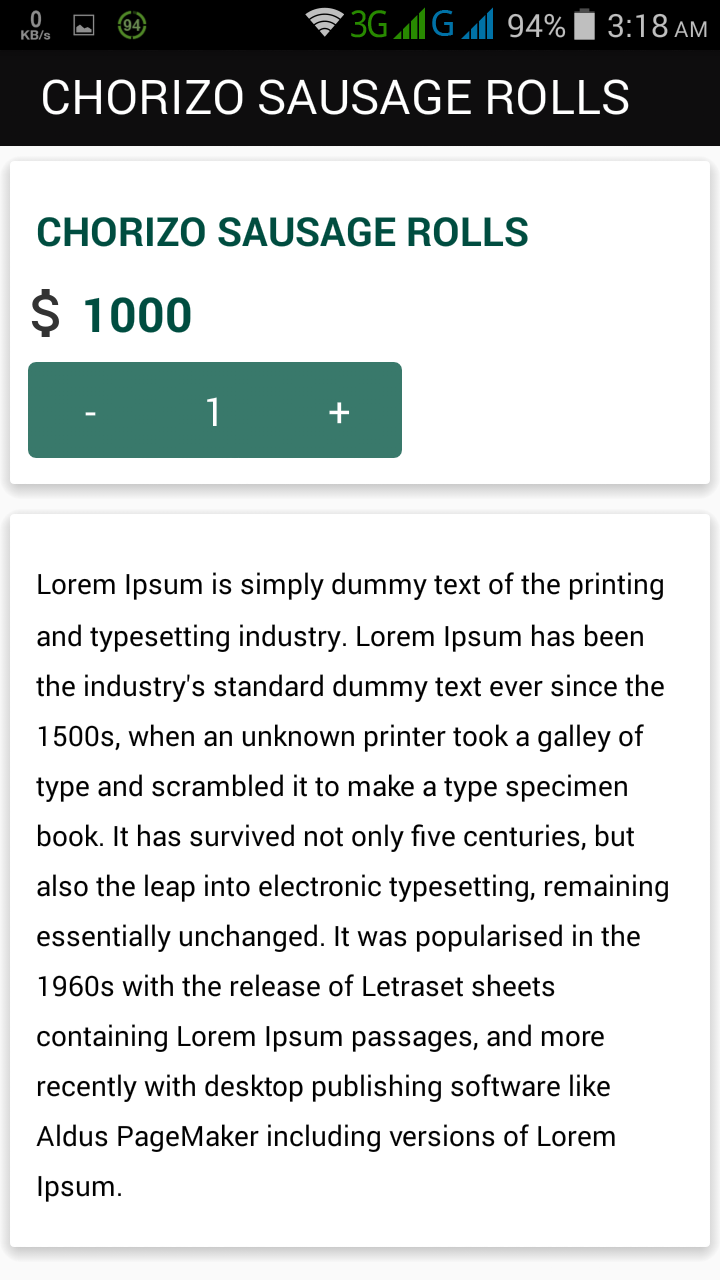 0 KB/s 94 3G G 94% 3:18 AM
CHORIZO SAUSAGE ROLLS
CHORIZO SAUSAGE ROLLS
$ 1000
- 1 +
Lorem Ipsum is simply dummy text of the printing
and typesetting industry. Lorem Ipsum has been
the industry's standard dummy text ever since the
1500s, when an unknown printer took a galley of
type and scrambled it to make a type specimen
book. It has survived not only five centuries, but
also the leap into electronic typesetting, remaining
essentially unchanged. It was popularised in the
1960s with the release of Letraset sheets
containing Lorem Ipsum passages, and more
recently with desktop publishing software like
Aldus PageMaker including versions of Lorem
Ipsum.